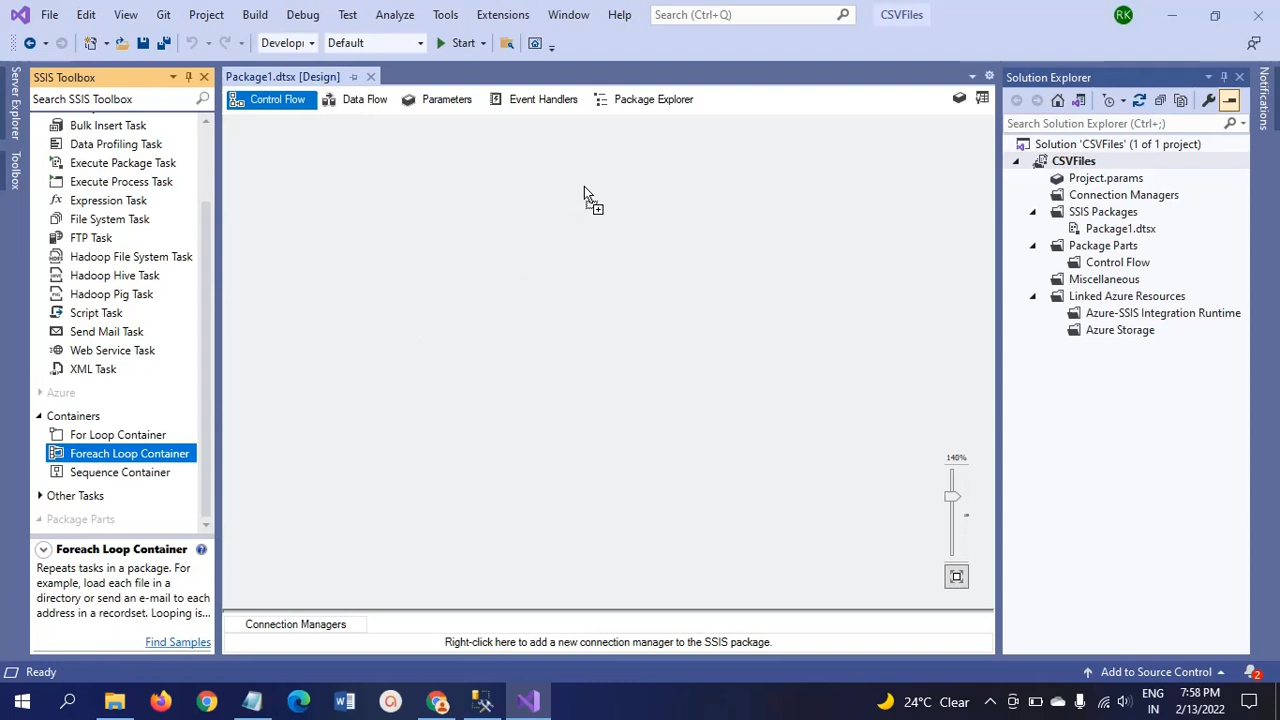 File Edit View Git Project Build Debug Test Analyze Tools Extensions Window Help Search (Ctrl+Q) CSVFiles RK
Developı Default Start
SSIS Toolbox
Package1.dtsx [Design]
Solution Explorer
Server Explorer
Toolbox
Notifications
Search SSIS Toolbox
Control Flow Data Flow Parameters Event Handlers Package Explorer
Bulk Insert Task
Data Profiling Task
Execute Package Task
Execute Process Task
Expression Task
File System Task
FTP Task
Hadoop File System Task
Hadoop Hive Task
Hadoop Pig Task
Script Task
Send Mail Task
Web Service Task
XML Task
Azure
Containers
For Loop Container
Foreach Loop Container
Sequence Container
Other Tasks
Package Parts
Foreach Loop Container
Repeats tasks in a package. For
example, load each file in a
directory or send an e-mail to each
address in a recordset. Looping is...
Find Samples
140%
Connection Managers
Right-click here to add a new connection manager to the SSIS package.
Search Solution Explorer (Ctrl+;)
Solution 'CSVFiles' (1 of 1 project)
CSVFiles
Project.params
Connection Managers
SSIS Packages
Package1.dtsx
Package Parts
Control Flow
Miscellaneous
Linked Azure Resources
Azure-SSIS Integration Runtime
Azure Storage
Ready
Add to Source Control
2
24°C Clear
ENG
IN
7:58 PM
2/13/2022
2